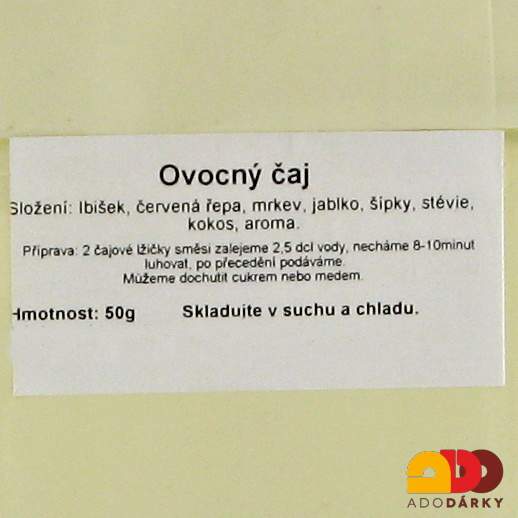 Ovocný čaj
Složení: Ibišek, červená řepa, mrkev, jablko, šípky, stévie,
kokos, aroma.
Příprava: 2 čajové lžičky směsi zalejeme 2,5 dcl vody, necháme 8-10minut
luhovat, po přecedění podáváme.
Můžeme dochutit cukrem nebo medem.
Hmotnost: 50g Skladujte v suchu a chladu.
ADODÁRKY